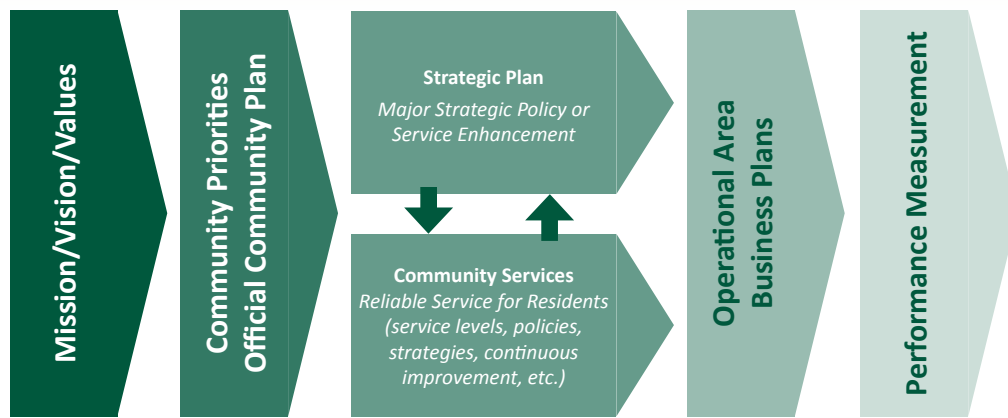 Mission/Vision/Values
Community Priorities
Official Community Plan
Strategic Plan
Major Strategic Policy or
Service Enhancement
Community Services
Reliable Service for Residents
(service levels, policies,
strategies, continuous
improvement, etc.)
Operational Area
Business Plans
Performance Measurement